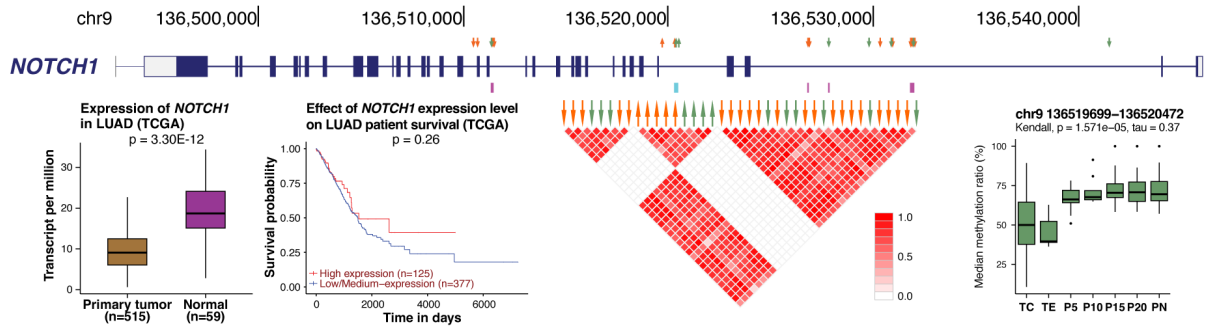 chr9 136,500,000 136,510,000 136,520,000 136,530,000 136,540,000
NOTCH1
Expression of NOTCH1
in LUAD (TCGA)
p = 3.30E-12
Transcript per million
30
20
10
0
Primary tumor
(n=515)
Normal
(n=59)
Effect of NOTCH1 expression level
on LUAD patient survival (TCGA)
p = 0.26
Survival probability
1.00
0.75
0.50
0.25
0.00
High expression (n=125)
Low/Medium−expression (n=377)
0 2000 4000 6000
Time in days
1.0
0.5
0.0
chr9 136519699−136520472
Kendall, p = 1.571e−05, tau = 0.37
Median methylation ratio (%)
100
75
50
25
TC TE P5 P10 P15 P20 PN